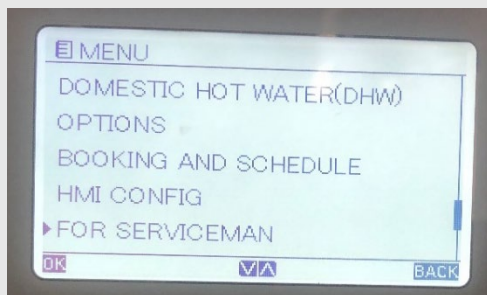 MENU
DOMESTIC HOT WATER(DHW)
OPTIONS
BOOKING AND SCHEDULE
HMI CONFIG
FOR SERVICEMAN
OK BACK